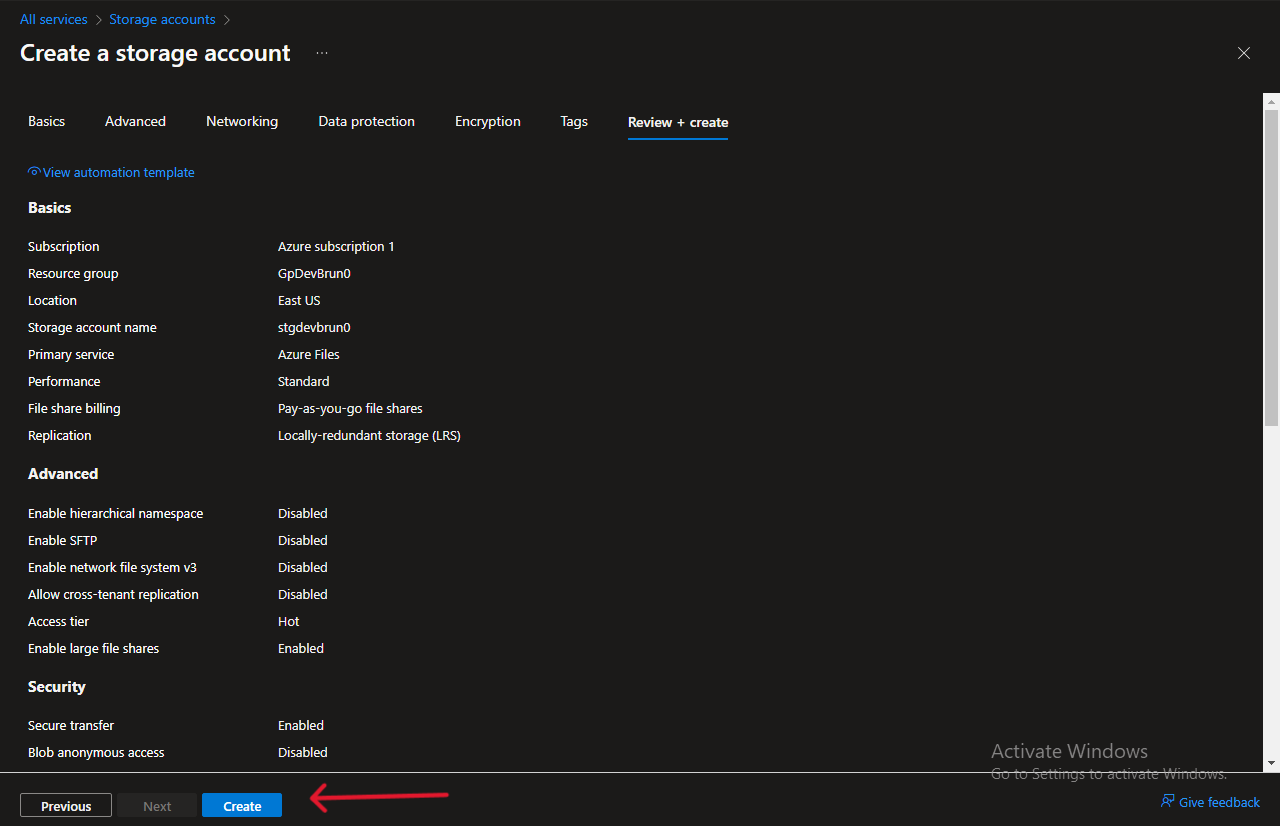 All services > Storage accounts >
Create a storage account ...
Basics Advanced Networking Data protection Encryption Tags Review + create
View automation template
Basics
Subscription Azure subscription 1
Resource group GpDevBrun0
Location East US
Storage account name stgdevbrun0
Primary service Azure Files
Performance Standard
File share billing Pay-as-you-go file shares
Replication Locally-redundant storage (LRS)
Advanced
Enable hierarchical namespace Disabled
Enable SFTP Disabled
Enable network file system v3 Disabled
Allow cross-tenant replication Disabled
Access tier Hot
Enable large file shares Enabled
Security
Secure transfer Enabled
Blob anonymous access Disabled
Activate Windows
Go to Settings to activate Windows.
Previous Next Create Give feedback